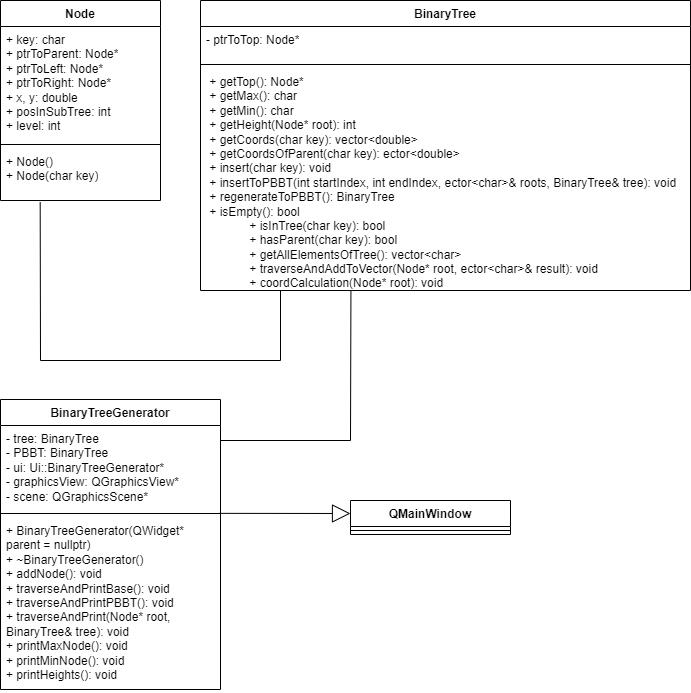 Node
+ key: char
+ ptrToParent: Node*
+ ptrToLeft: Node*
+ ptrToRight: Node*
+ x, y: double
+ posInSubTree: int
+ level: int
+ Node()
+ Node(char key)
BinaryTree
- ptrToTop: Node*
+ getTop(): Node*
+ getMax(): char
+ getMin(): char
+ getHeight(Node* root): int
+ getCoords(char key): vector<double>
+ getCoordsOfParent(char key): ector<double>
+ insert(char key): void
+ insertToPBBT(int startIndex, int endIndex, ector<char>& roots, BinaryTree& tree): void
+ regenerateToPBBT(): BinaryTree
+ isEmpty(): bool
+ isInTree(char key): bool
+ hasParent(char key): bool
+ getAllElementsOfTree(): vector<char>
+ traverseAndAddToVector(Node* root, ector<char>& result): void
+ coordCalculation(Node* root): void
BinaryTreeGenerator
- tree: BinaryTree
- PBBT: BinaryTree
- ui: Ui::BinaryTreeGenerator*
- graphicsView: QGraphicsView*
- scene: QGraphicsScene*
+ BinaryTreeGenerator(QWidget*
parent = nullptr)
+ ~BinaryTreeGenerator()
+ addNode(): void
+ traverseAndPrintBase(): void
+ traverseAndPrintPBBT(): void
+ traverseAndPrint(Node* root,
BinaryTree& tree): void
+ printMaxNode(): void
+ printMinNode(): void
+ printHeights(): void
QMainWindow